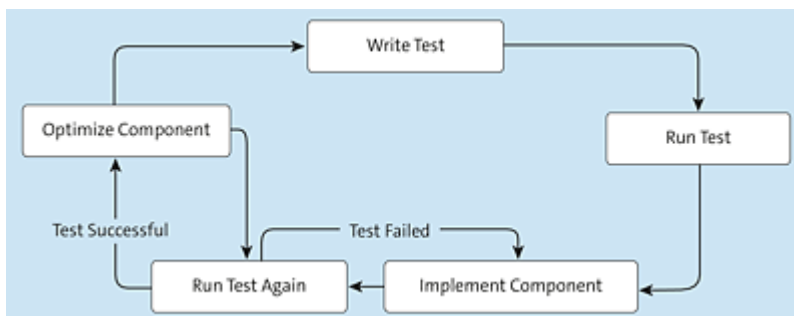 Write Test
Optimize Component
Run Test
Test Successful
Test Failed
Run Test Again
Implement Component